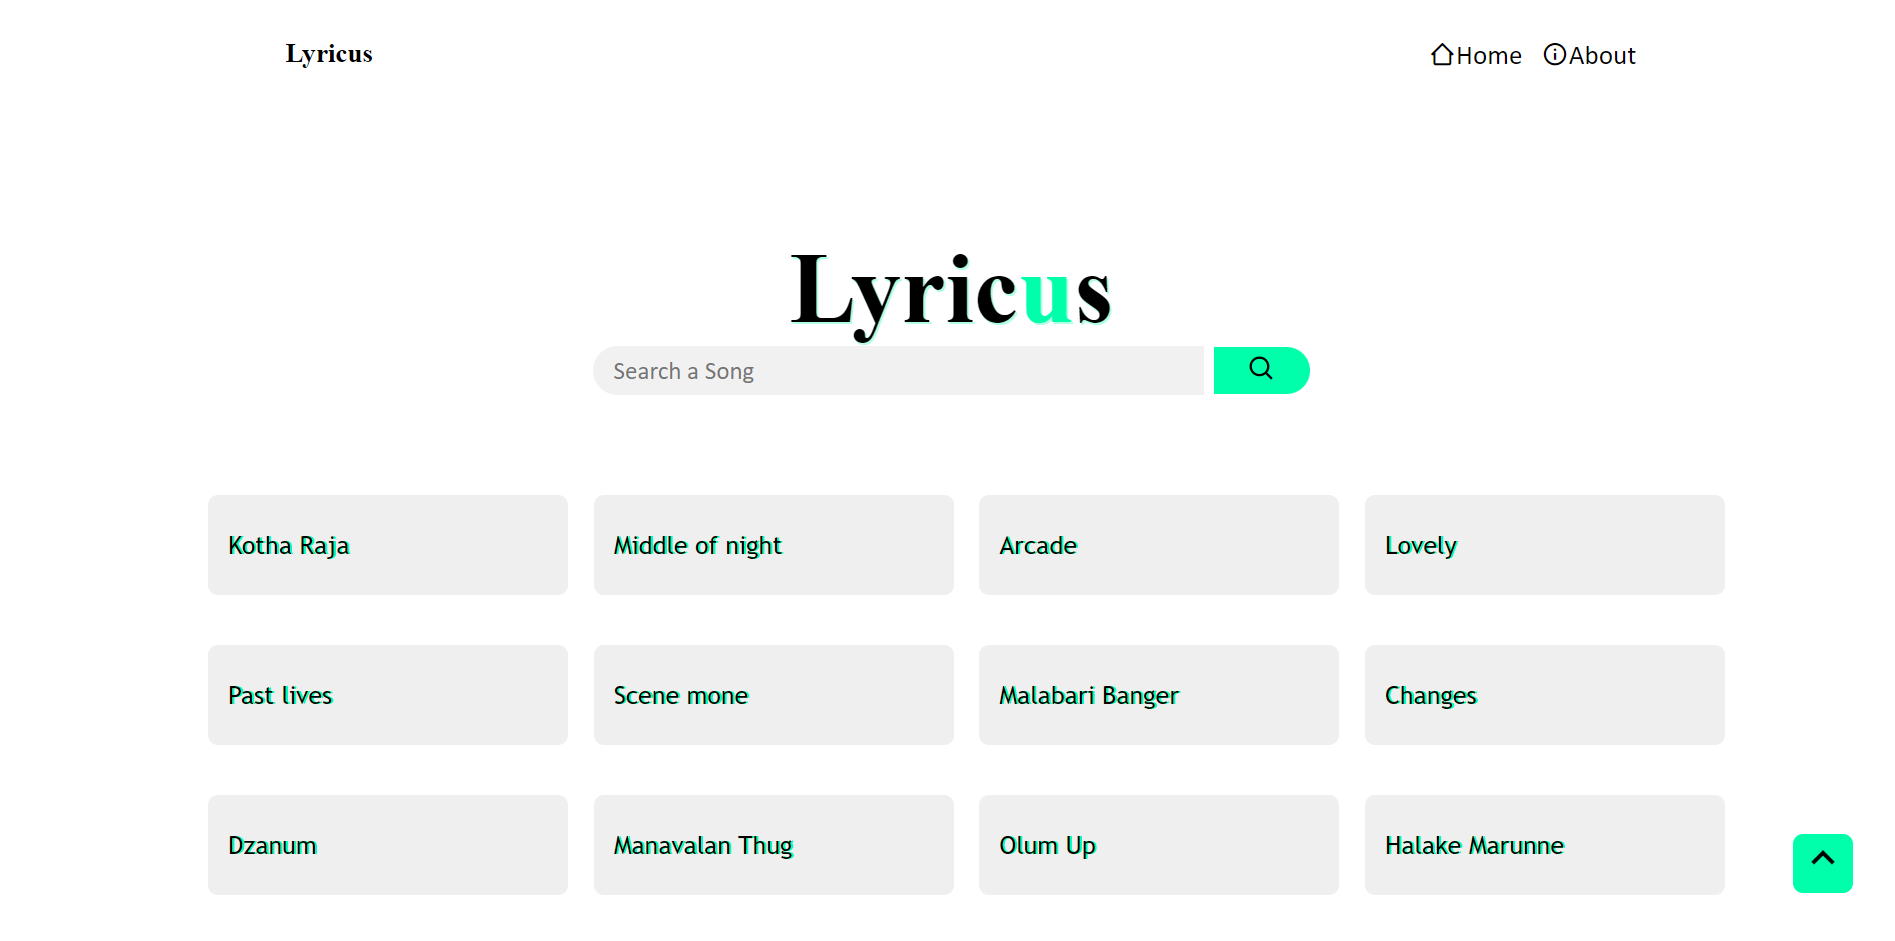 Lyricus
Home About
Lyricus
Search a Song
Kotha Raja Middle of night Arcade Lovely
Past lives Scene mone Malabari Banger Changes
Dzanum Manavalan Thug Olum Up Halake Marunne